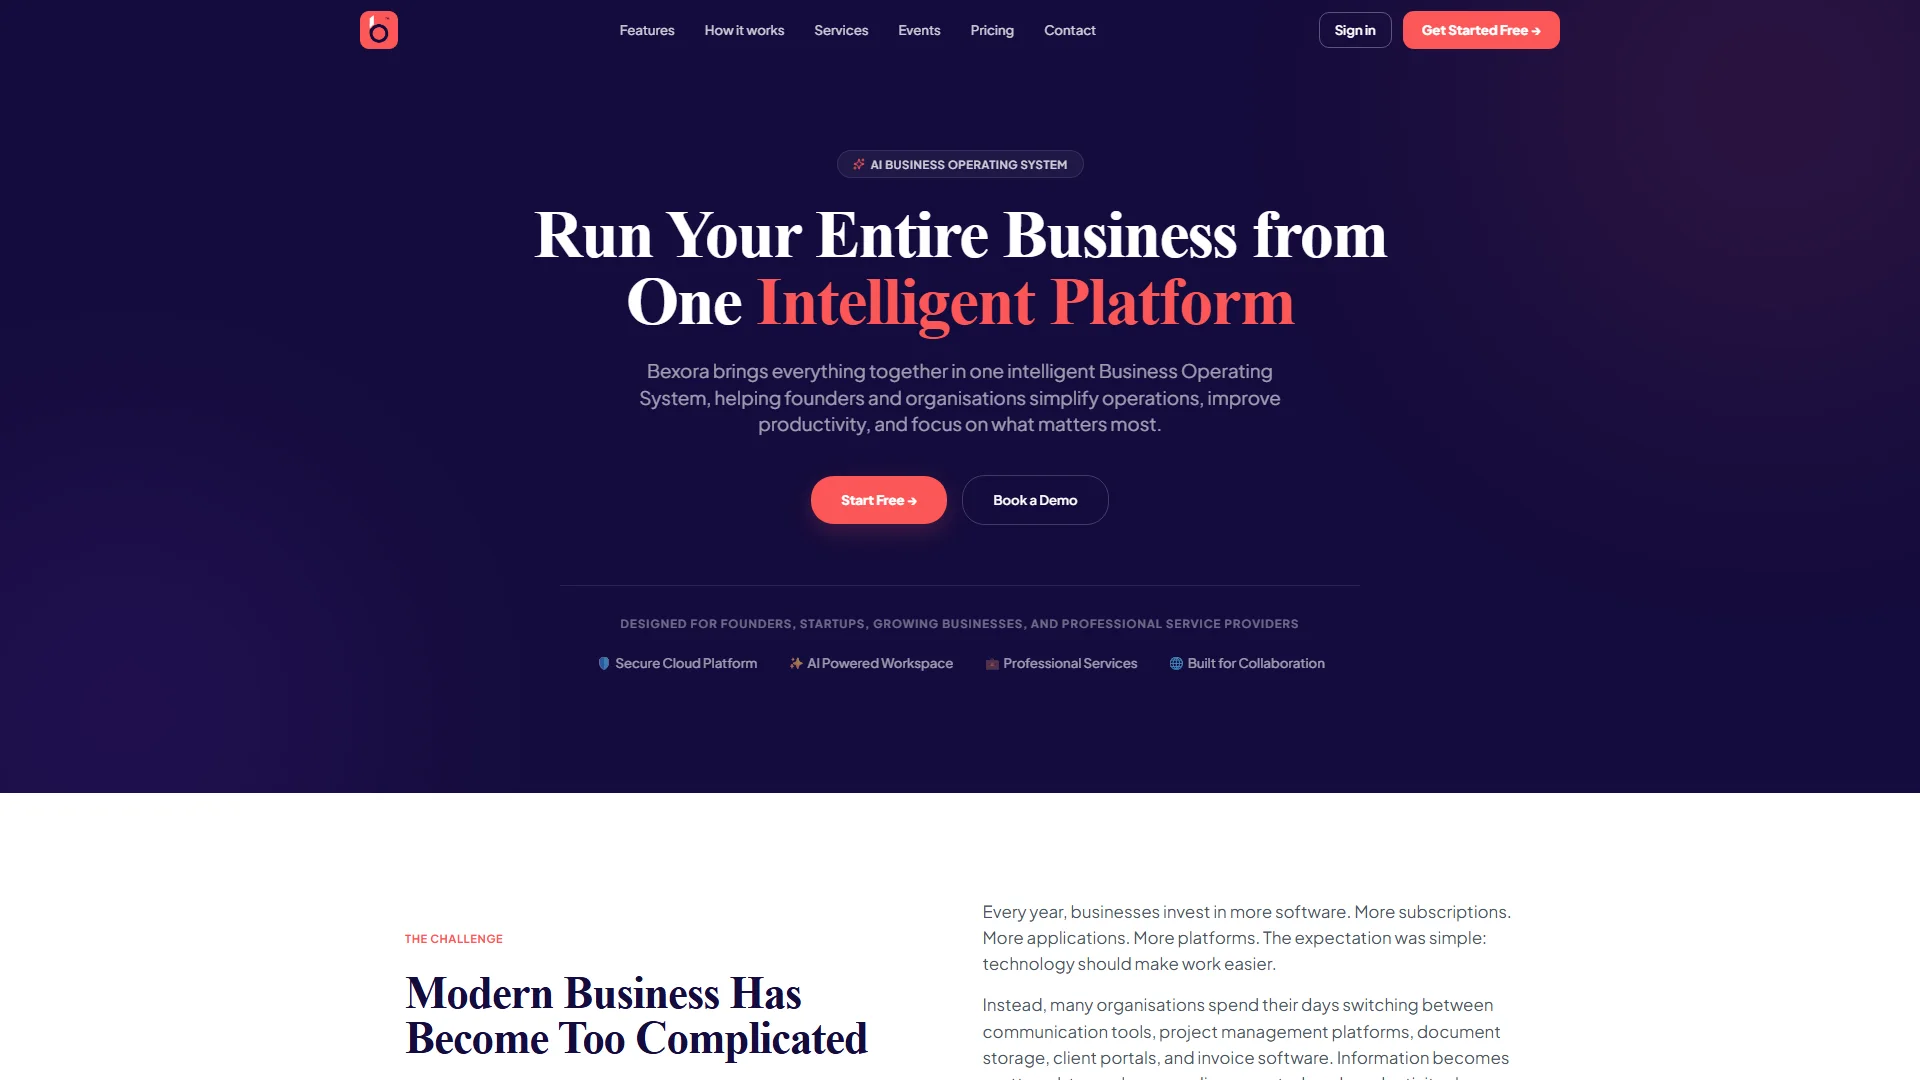 b
Features
How it works
Services
Events
Pricing
Contact
Sign in
Get Started Free →
AI BUSINESS OPERATING SYSTEM
Run Your Entire Business from
One Intelligent Platform
Bexora brings everything together in one intelligent Business Operating
System, helping founders and organisations simplify operations, improve
productivity, and focus on what matters most.
Start Free →
Book a Demo
DESIGNED FOR FOUNDERS, STARTUPS, GROWING BUSINESSES, AND PROFESSIONAL SERVICE PROVIDERS
Secure Cloud Platform
AI Powered Workspace
Professional Services
Built for Collaboration
THE CHALLENGE
Modern Business Has
Become Too Complicated
Every year, businesses invest in more software. More subscriptions.
More applications. More platforms. The expectation was simple:
technology should make work easier.
Instead, many organisations spend their days switching between
communication tools, project management platforms, document
storage, client portals, and invoice software. Information becomes